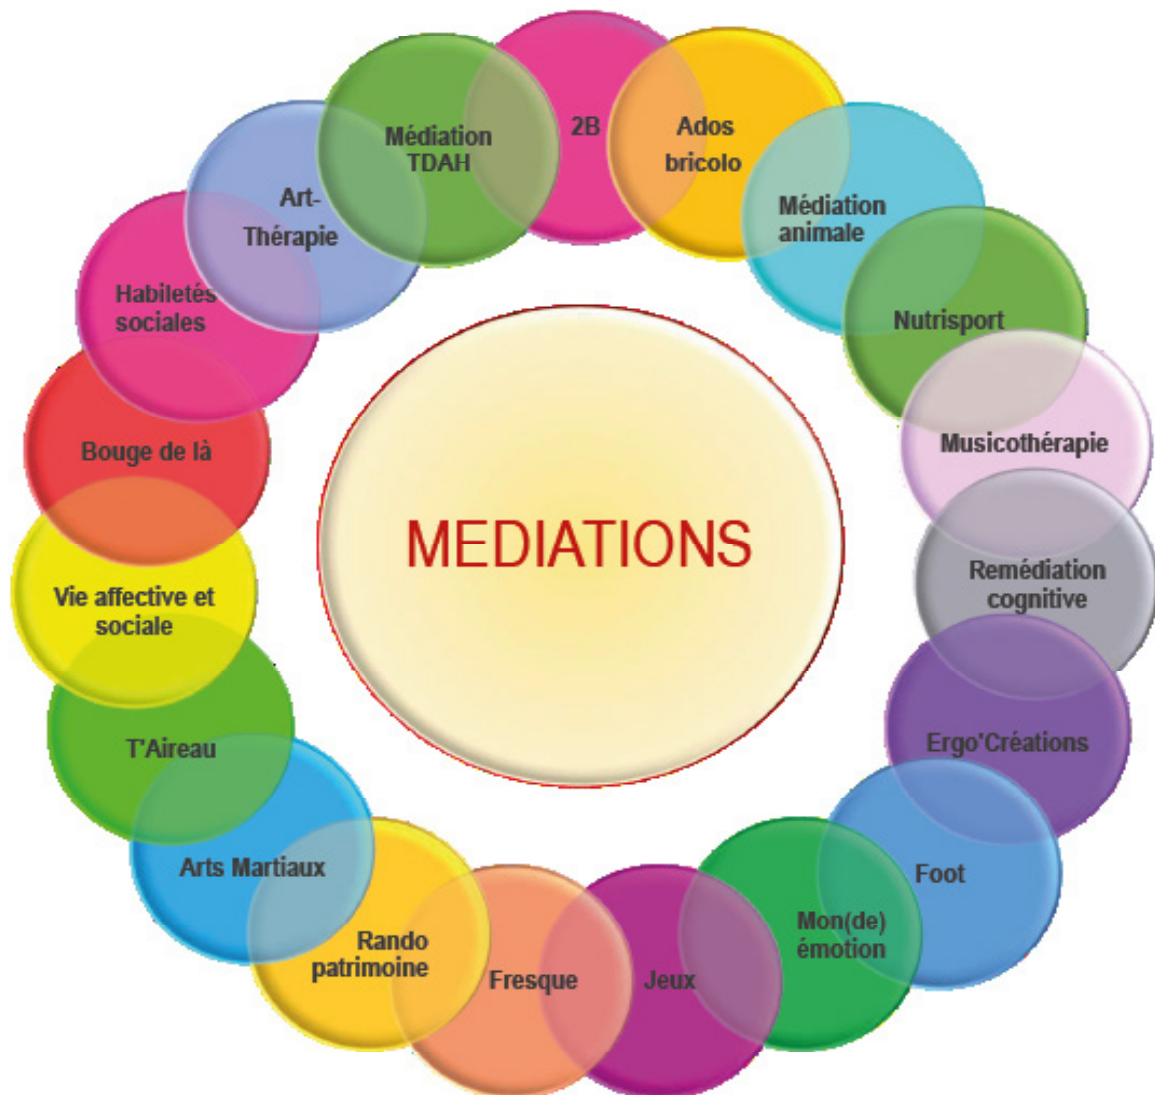 2B
Ados
bricolo
Médiation
animale
Nutrisport
Musicothérapie
Remédiation
cognitive
Ergo'Créations
Foot
Mon(de)
émotion
Jeux
Fresque
Rando
patrimoine
Arts Martiaux
T'Aireau
Vie affective et
sociale
Bouge de là
Habiletés
sociales
Art-
Thérapie
Médiation
TDAH
MEDIATIONS